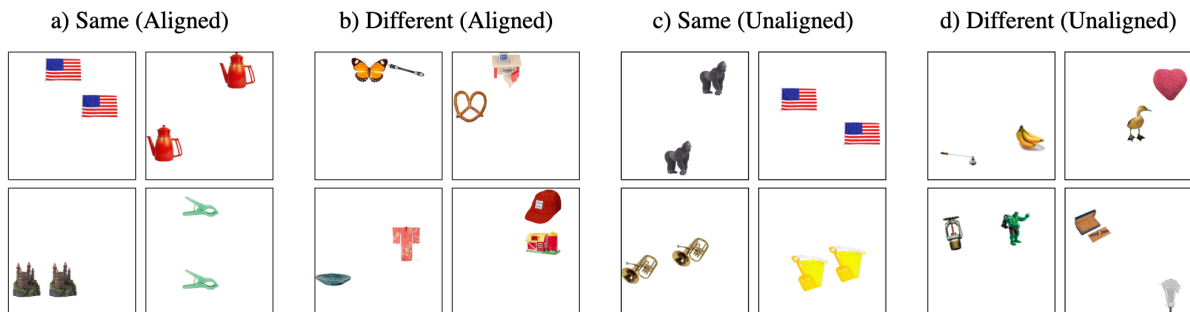 a) Same (Aligned)
b) Different (Aligned)
c) Same (Unaligned)
d) Different (Unaligned)